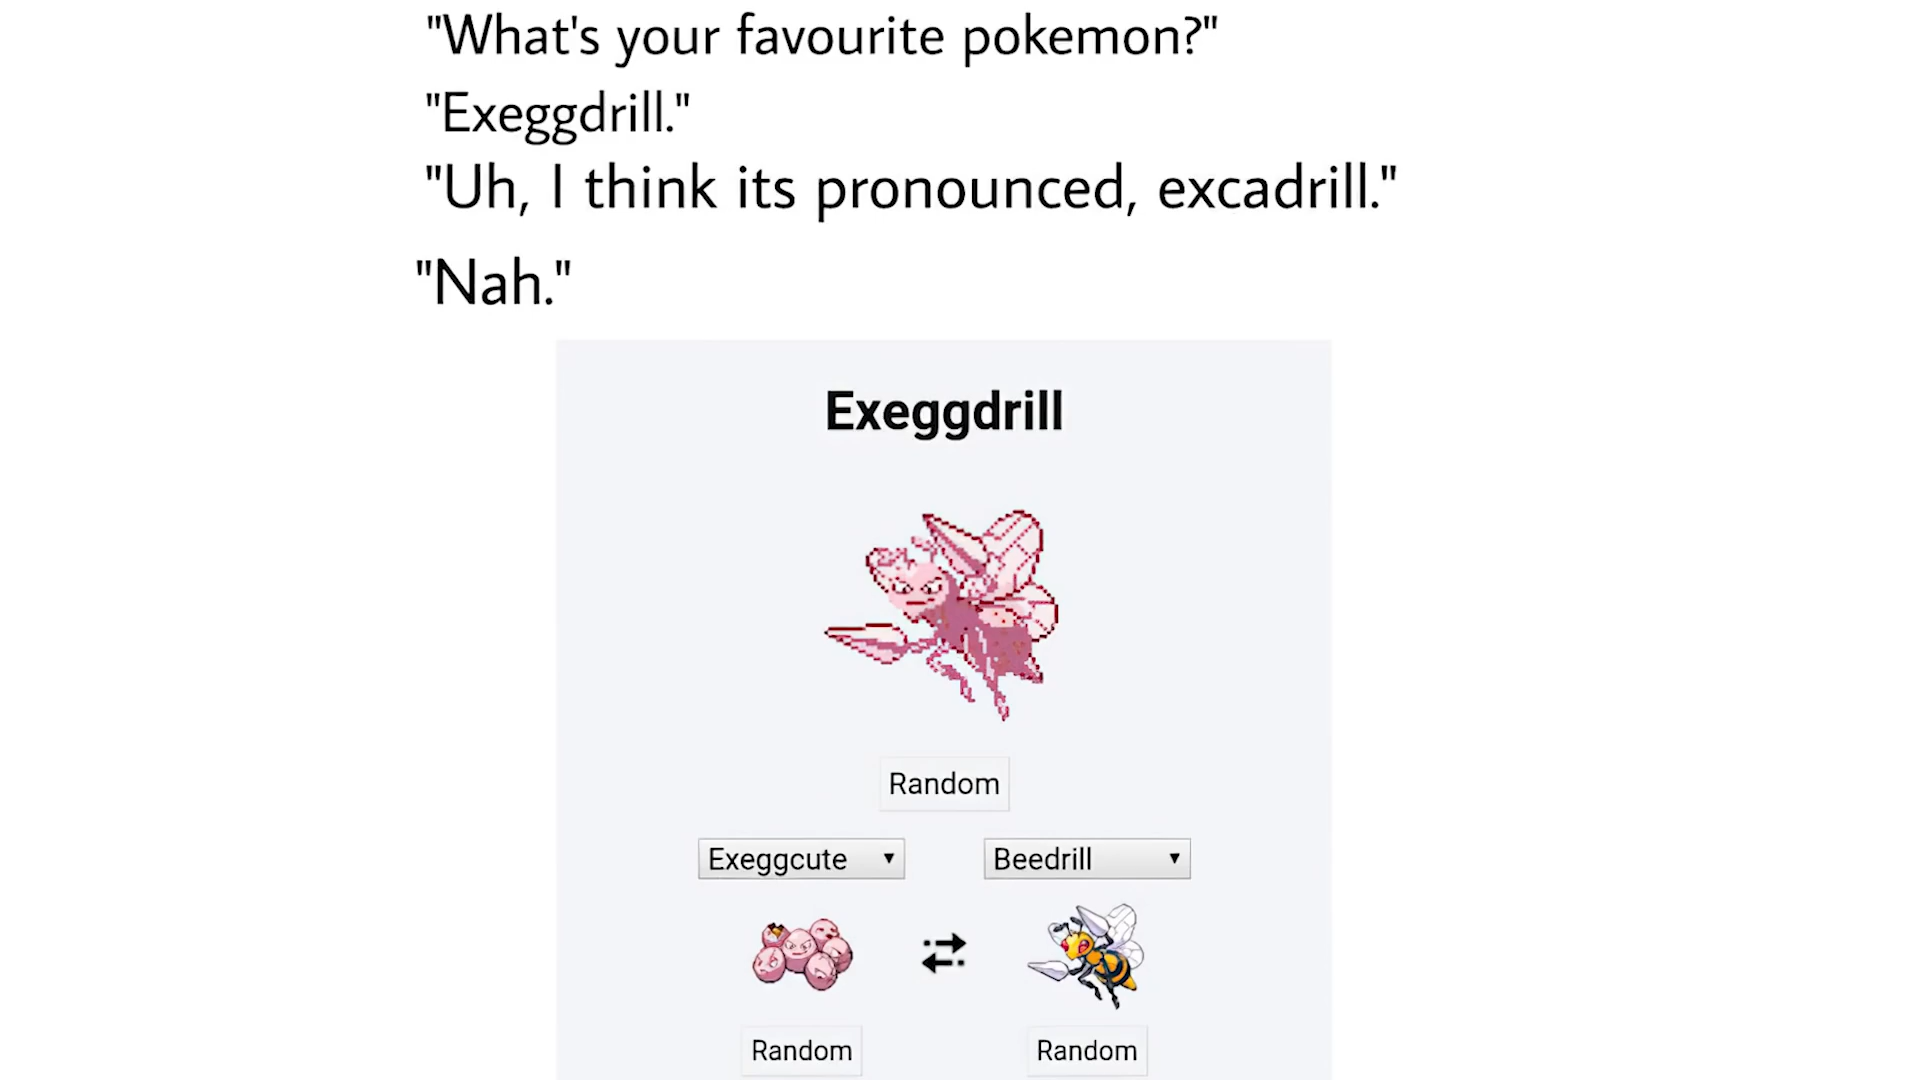 "What's your favourite pokemon?"
"Exeggdrill."
"Uh, I think its pronounced, excadrill."
"Nah."
Exeggdrill
Random
Exeggcute Beedrill
Random Random